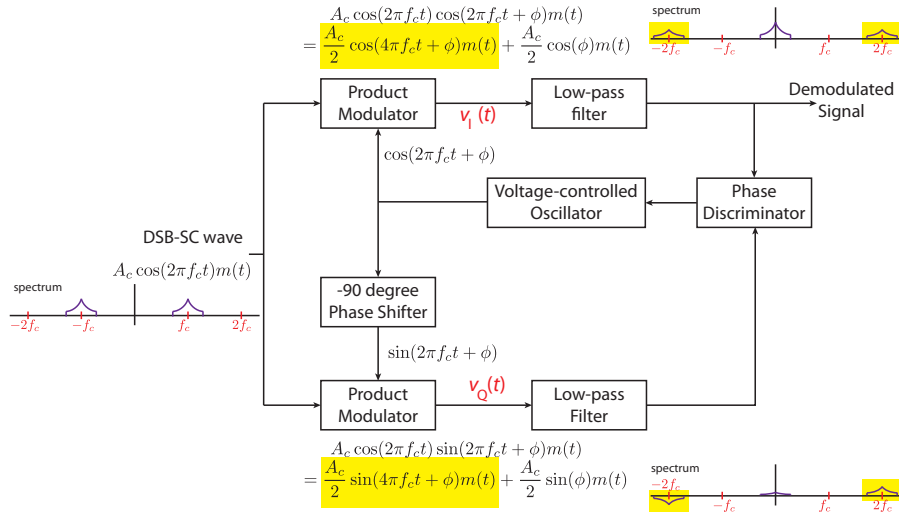 A_c cos(2πf_c t) cos(2πf_c t + ϕ)m(t)
= A_c/2 cos(4πf_c t + ϕ)m(t) + A_c/2 cos(ϕ)m(t)
spectrum
−2f_c −f_c f_c 2f_c
Product
Modulator
v_I (t)
Low-pass
filter
Demodulated
Signal
cos(2πf_c t + ϕ)
Voltage-controlled
Oscillator
Phase
Discriminator
DSB-SC wave
A_c cos(2πf_c t)m(t)
spectrum
−2f_c −f_c f_c 2f_c
-90 degree
Phase Shifter
sin(2πf_c t + ϕ)
Product
Modulator
v_Q(t)
Low-pass
Filter
A_c cos(2πf_c t) sin(2πf_c t + ϕ)m(t)
= A_c/2 sin(4πf_c t + ϕ)m(t) + A_c/2 sin(ϕ)m(t)
spectrum
−2f_c −f_c f_c 2f_c